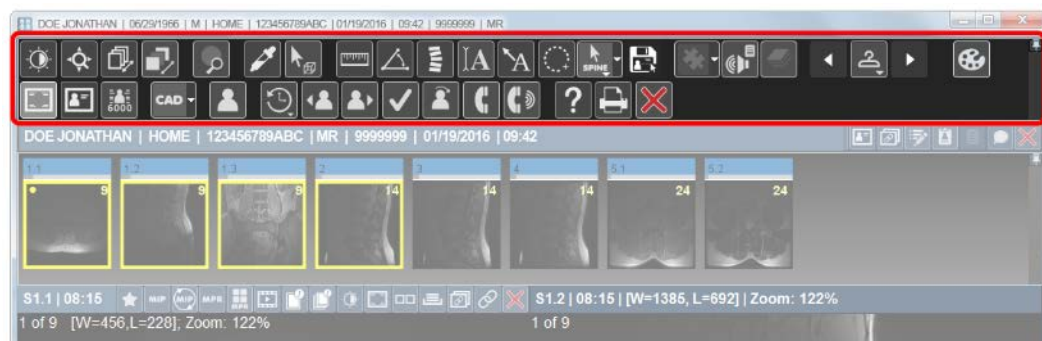 DOE JONATHAN | 06/29/1966 | M | HOME | 123456789ABC | 01/19/2016 | 09:42 | 9999999 | MR
A A SPINE
6000 CAD ?
DOE JONATHAN | HOME | 123456789ABC | MR | 9999999 | 01/19/2016 | 09:42
1.1 1.2 1.3 2 3 4 5.1 5.2
9 9 9 14 14 14 24 24
S1.1 | 08:15 MIP MIP MPR MPR S1.2 | 08:15 | [W=1385, L=692] | Zoom: 122%
1 of 9 [W=456,L=228]; Zoom: 122% 1 of 9